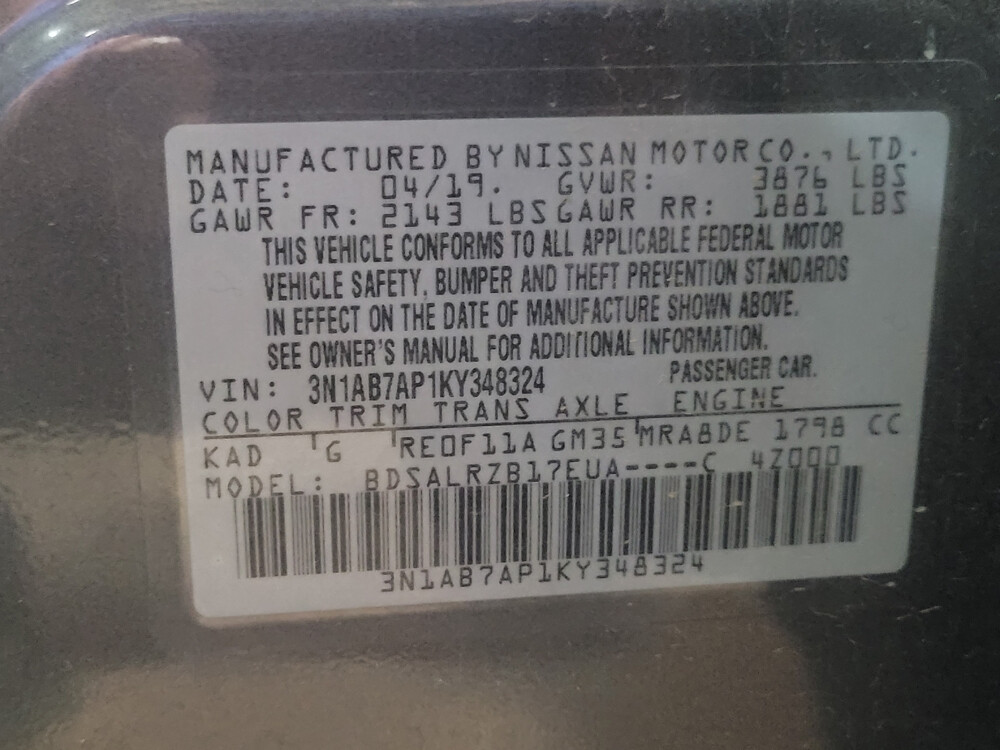 MANUFACTURED BY NISSAN MOTOR CO., LTD.
DATE: 04/19. GVWR: 3876 LBS
GAWR FR: 2143 LBS GAWR RR: 1881 LBS
THIS VEHICLE CONFORMS TO ALL APPLICABLE FEDERAL MOTOR
VEHICLE SAFETY, BUMPER AND THEFT PREVENTION STANDARDS
IN EFFECT ON THE DATE OF MANUFACTURE SHOWN ABOVE.
SEE OWNER'S MANUAL FOR ADDITIONAL INFORMATION.
VIN: 3N1AB7AP1KY348324 PASSENGER CAR.
COLOR TRIM TRANS AXLE ENGINE
KAD G RE0F11A GM35 MRA8DE 1798 CC
MODEL: BDSALRZB17EUA----C 4Z000
3N1AB7AP1KY348324